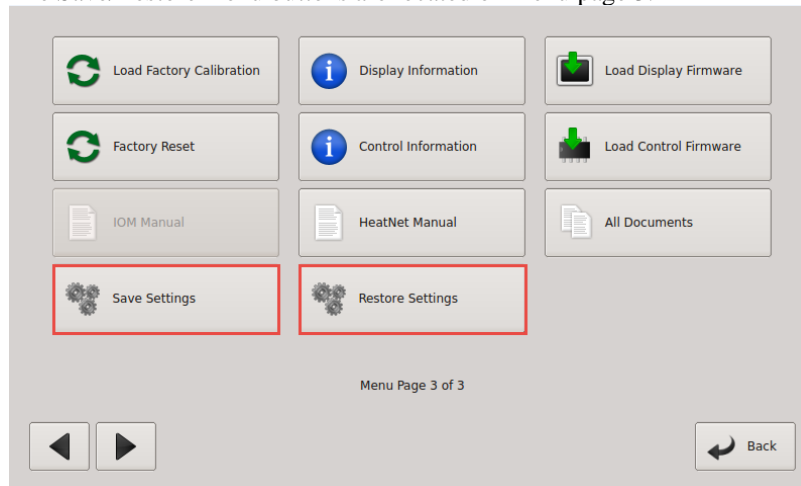 Load Factory Calibration
Display Information
Load Display Firmware
Factory Reset
Control Information
Load Control Firmware
IOM Manual
HeatNet Manual
All Documents
Save Settings
Restore Settings
Menu Page 3 of 3
Back